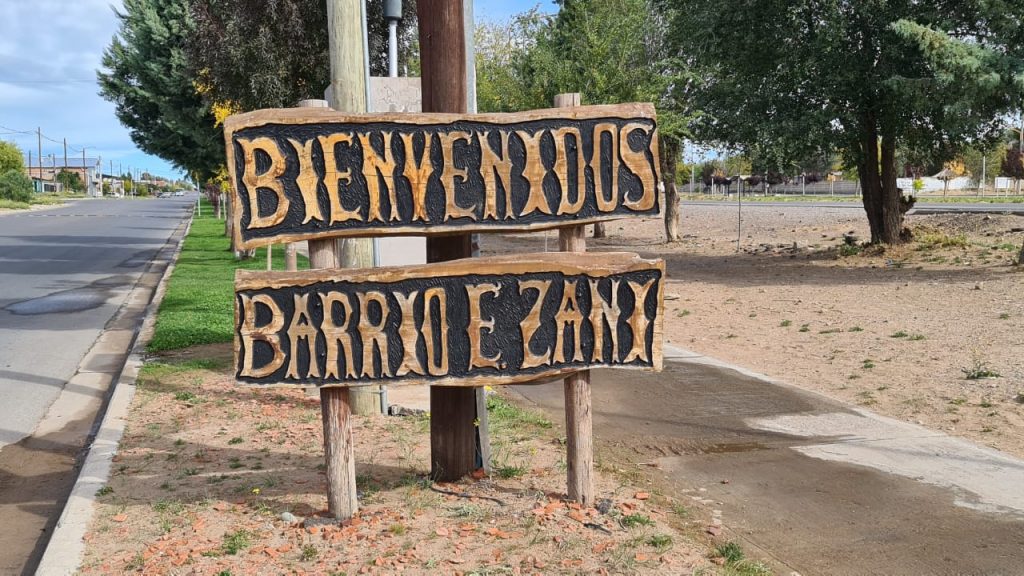 BIENVENIDOS
BARRIO E. ZANI